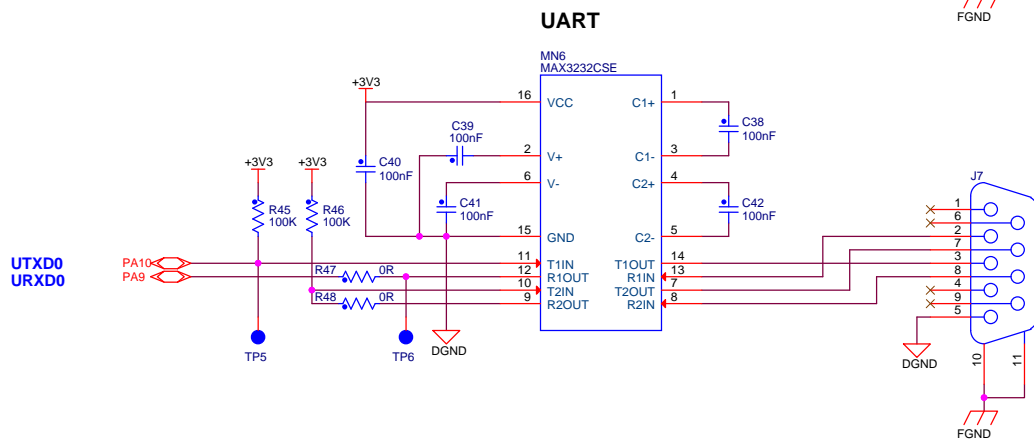 FGND
UART
MN6
MAX3232CSE
+3V3
16 VCC C1+ 1
C39
100nF
C38
100nF
2 V+ C1- 3
+3V3 +3V3
C40
100nF
6 V- C2+ 4
R45
100K
R46
100K
C41
100nF
C42
100nF
15 GND C2- 5
J7
1
6
2
7
3
8
4
9
5
UTXD0 PA10 11 T1IN T1OUT 14
URXD0 PA9 R47 0R 12 R1OUT R1IN 13
10 T2IN T2OUT 7
R48 0R 9 R2OUT R2IN 8
TP5 TP6 DGND
DGND
10 11
FGND